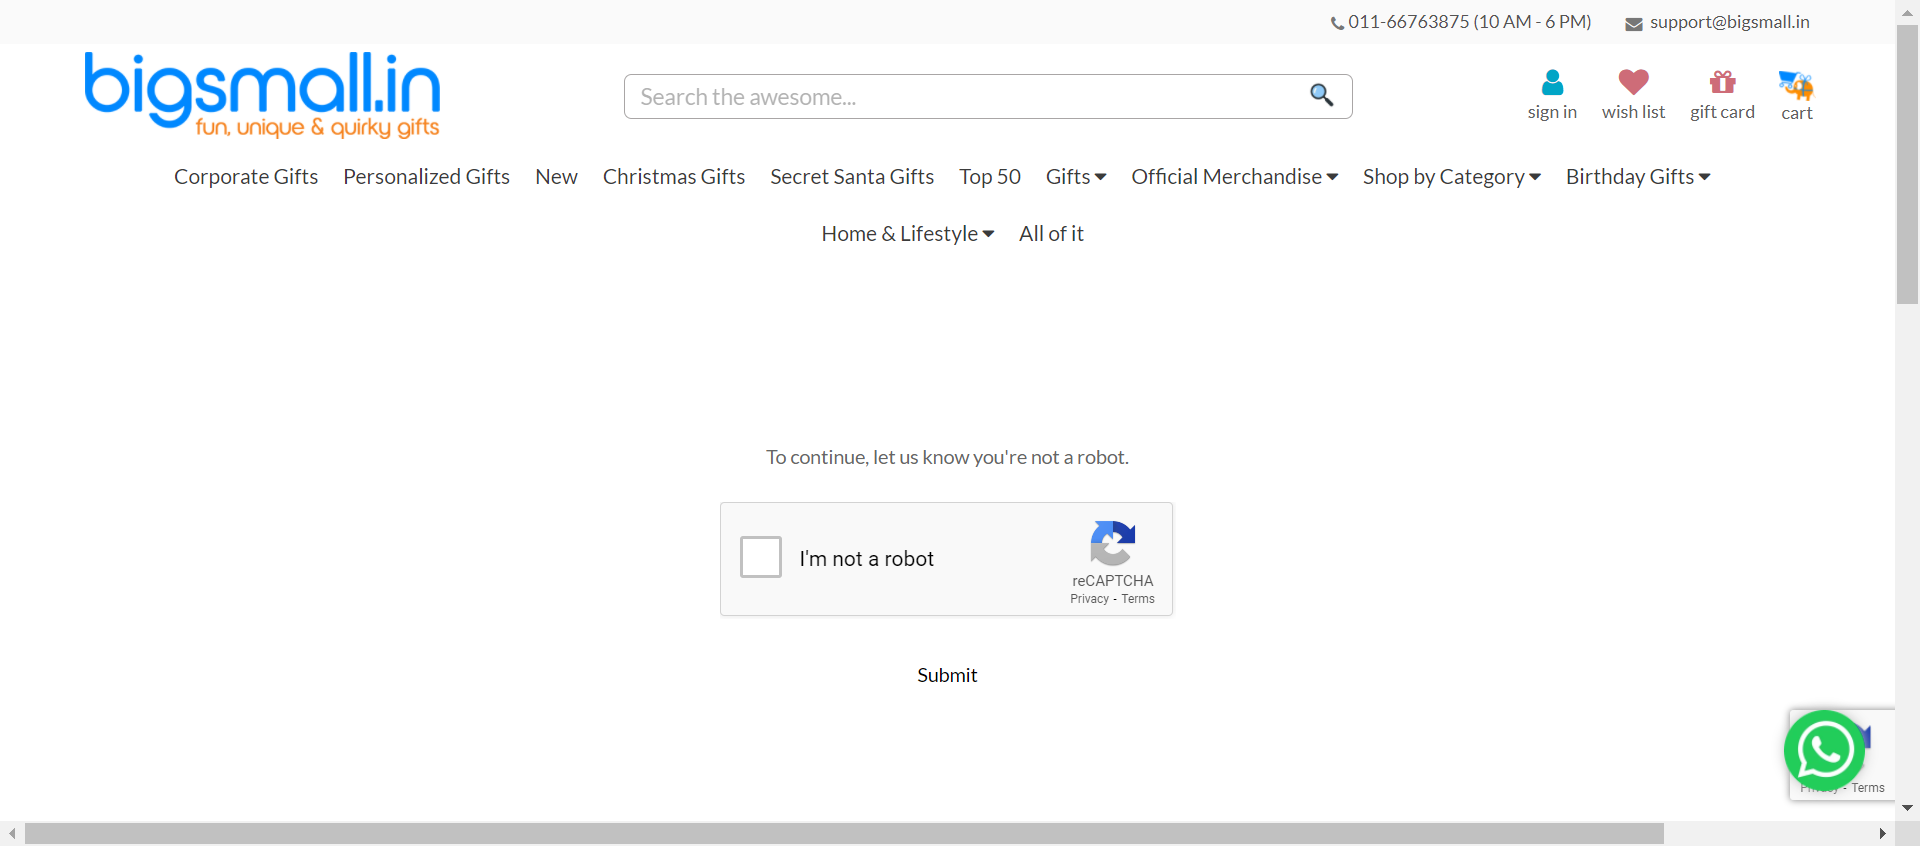 011-66763875 (10 AM - 6 PM) support@bigsmall.in
bigsmall.in
fun, unique & quirky gifts
Search the awesome...
sign in wish list gift card cart
Corporate Gifts Personalized Gifts New Christmas Gifts Secret Santa Gifts Top 50 Gifts Official Merchandise Shop by Category Birthday Gifts
Home & Lifestyle All of it
To continue, let us know you're not a robot.
I'm not a robot
reCAPTCHA
Privacy - Terms
Submit
- Terms